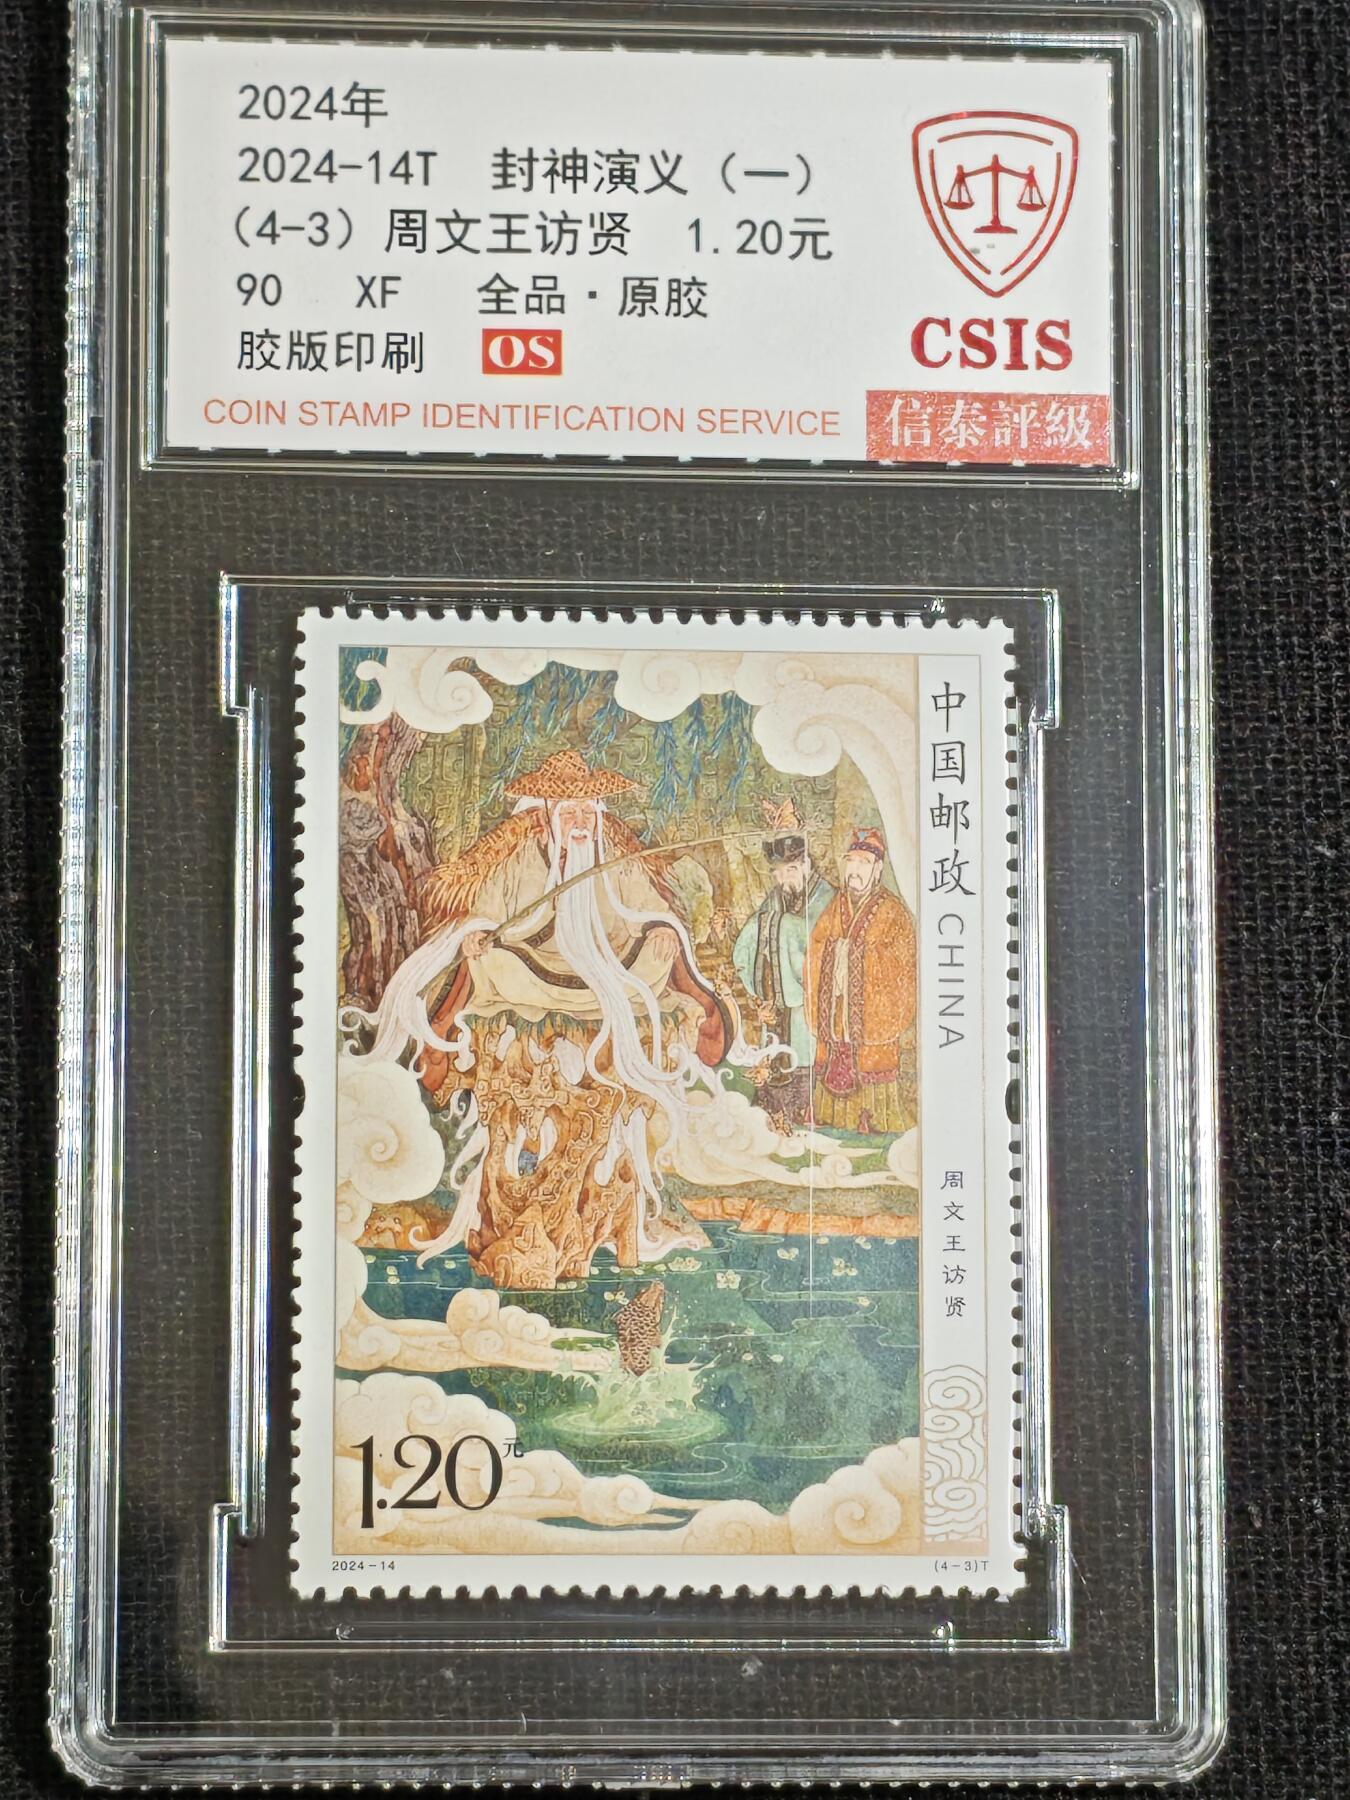 2024年
2024-14T 封神演义（一）
（4-3）周文王访贤 1.20元
90 XF 全品·原胶
胶版印刷 OS
COIN STAMP IDENTIFICATION SERVICE
CSIS
信泰評級
中国邮政 CHINA
周文王访贤
1.20元
2024-14
(4-3)T